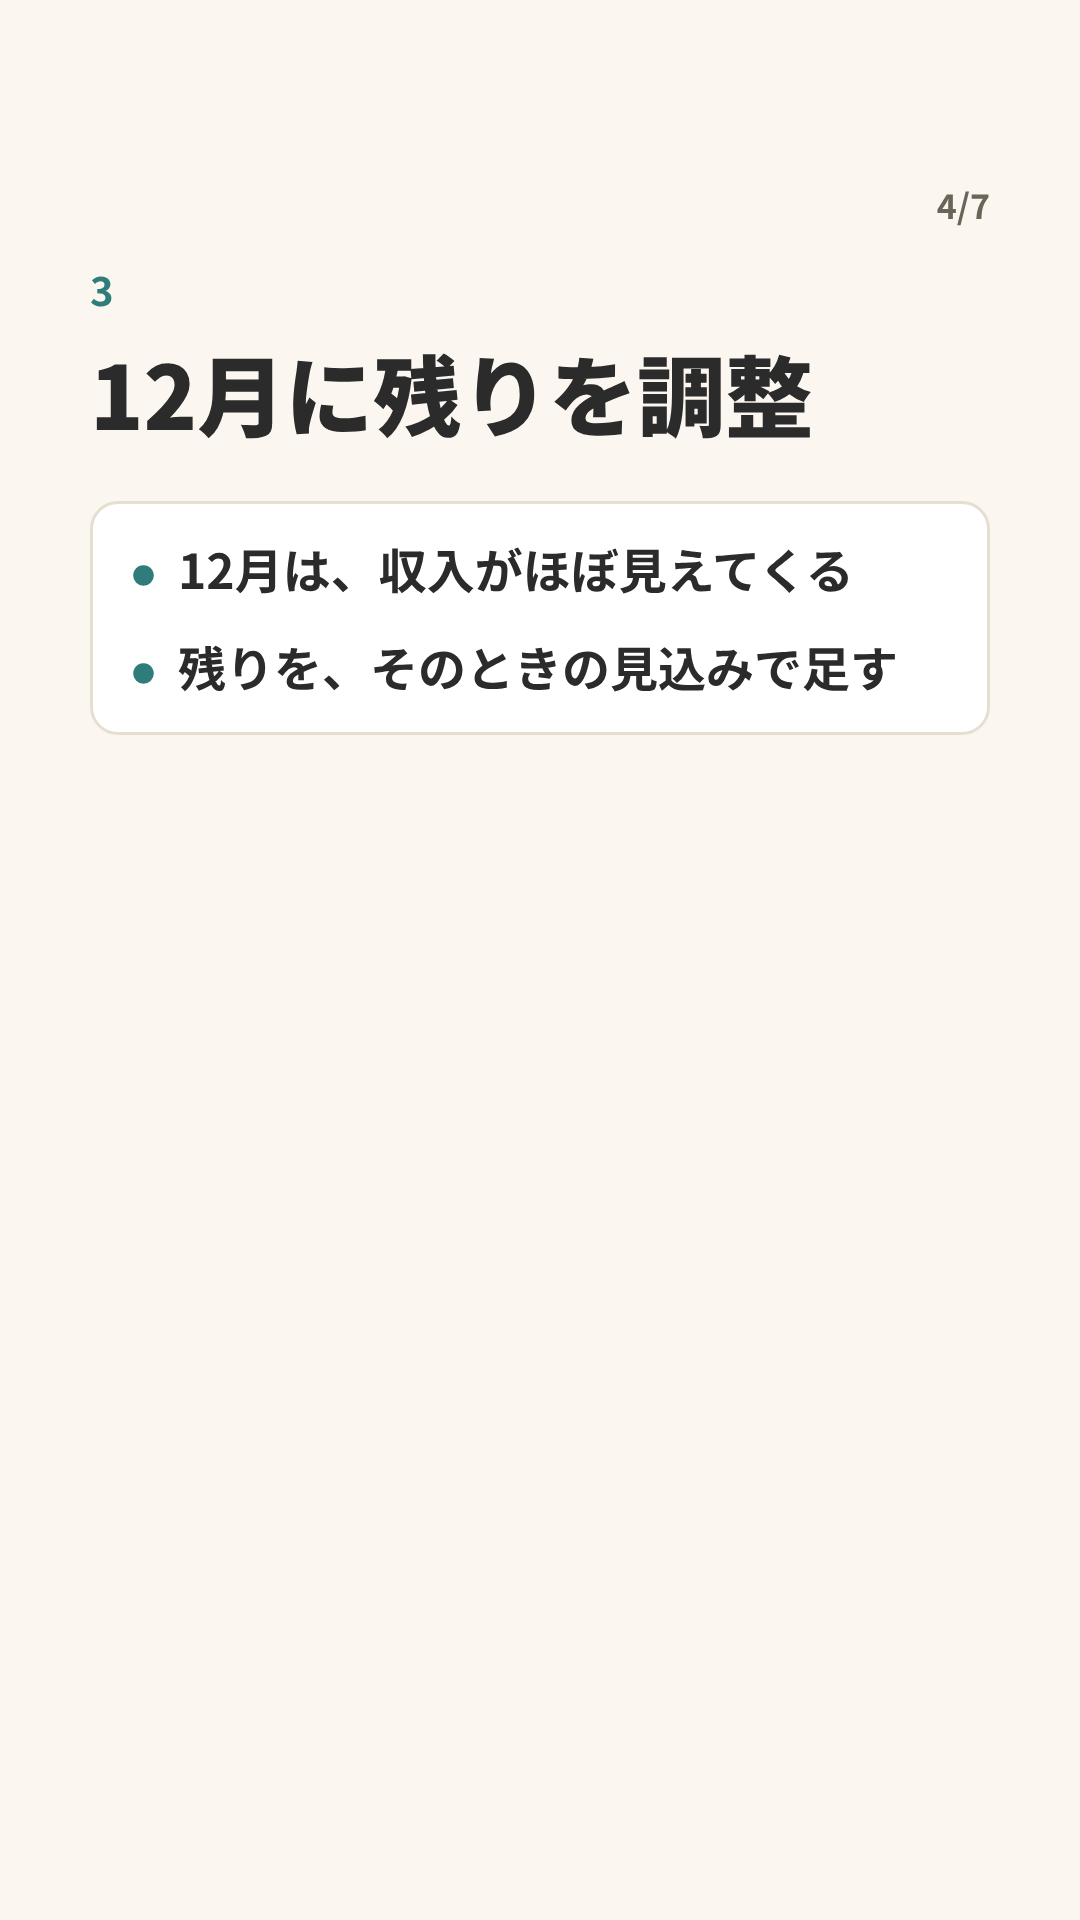 4/7
3
12月に残りを調整
● 12月は、収入がほぼ見えてくる
● 残りを、そのときの見込みで足す